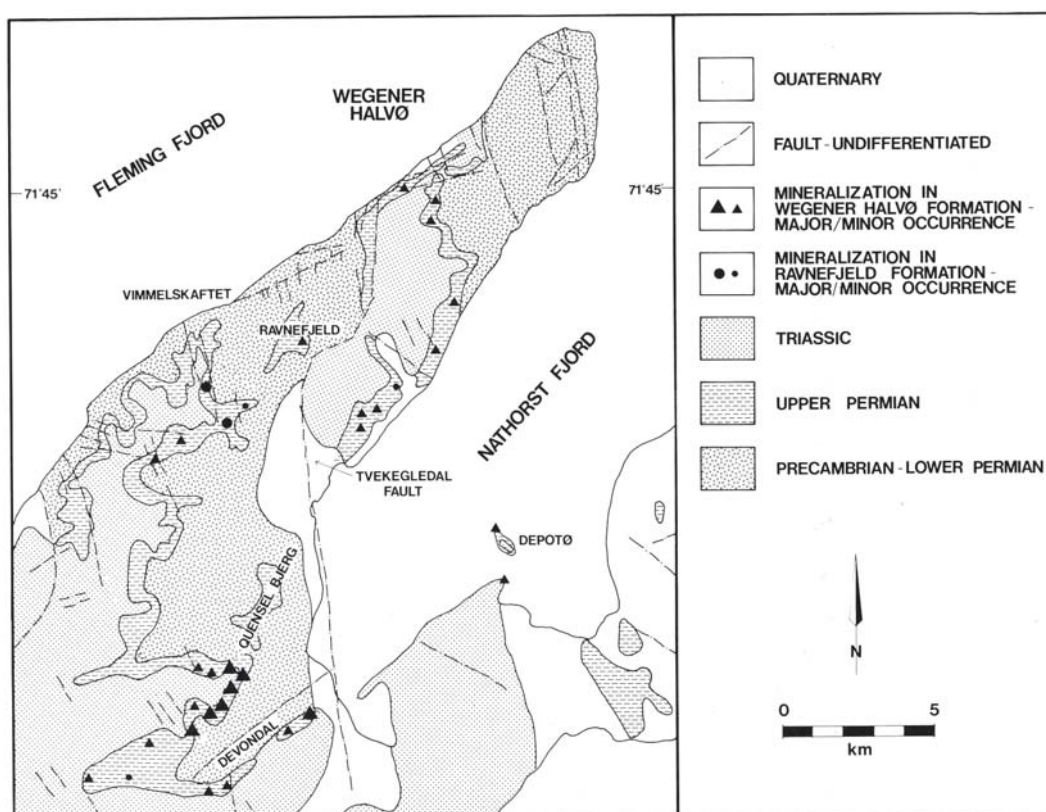 WEGENER
HALVØ
FLEMING FJORD
71°45'
71°45'
VIMMELSKAFTET
RAVNEFJELD
NATHORST FJORD
TVEKEGLEDAL
FAULT
DEPOTØ
QUENSEL BJERG
DEVONDAL
QUATERNARY
FAULT-UNDIFFERENTIATED
MINERALIZATION IN
WEGENER HALVØ FORMATION-
MAJOR/MINOR OCCURRENCE
MINERALIZATION IN
RAVNEFJELD FORMATION-
MAJOR/MINOR OCCURRENCE
TRIASSIC
UPPER PERMIAN
PRECAMBRIAN-LOWER PERMIAN
N
0 5
km